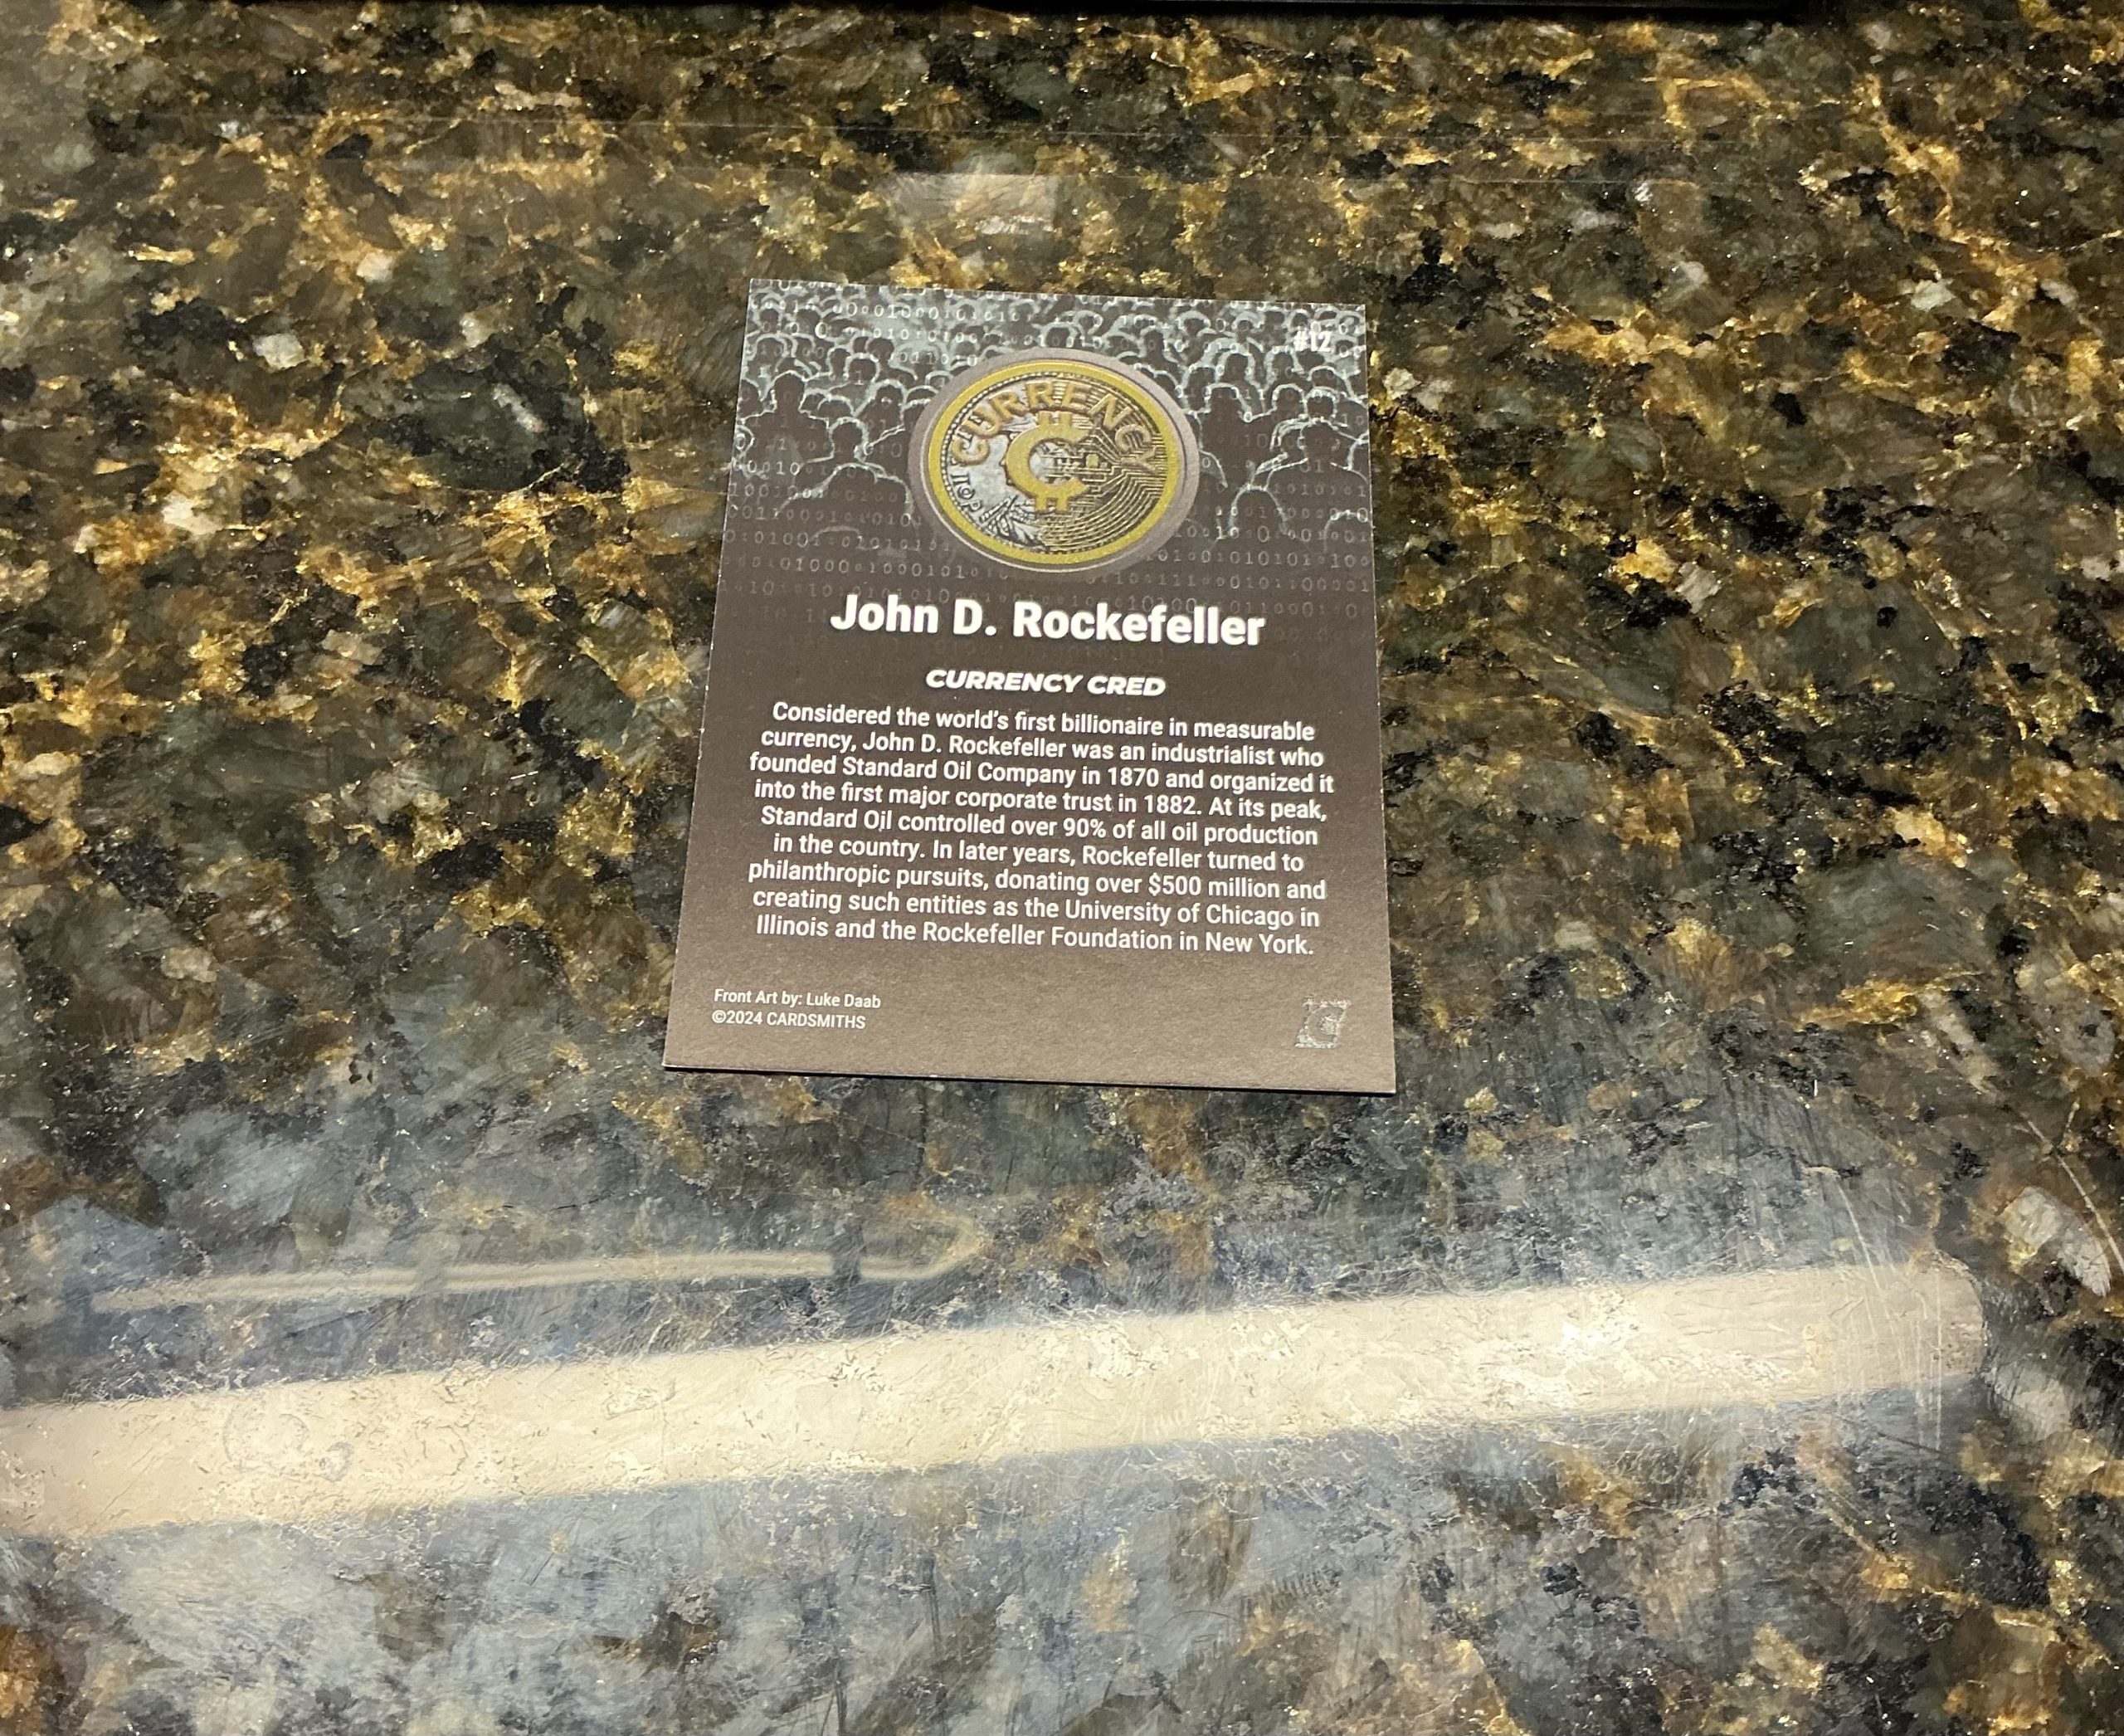 #12
CURRENCY
John D. Rockefeller
CURRENCY CRED
Considered the world's first billionaire in measurable
currency, John D. Rockefeller was an industrialist who
founded Standard Oil Company in 1870 and organized it
into the first major corporate trust in 1882. At its peak,
Standard Oil controlled over 90% of all oil production
in the country. In later years, Rockefeller turned to
philanthropic pursuits, donating over $500 million and
creating such entities as the University of Chicago in
Illinois and the Rockefeller Foundation in New York.
Front Art by: Luke Daab
©2024 CARDSMITHS